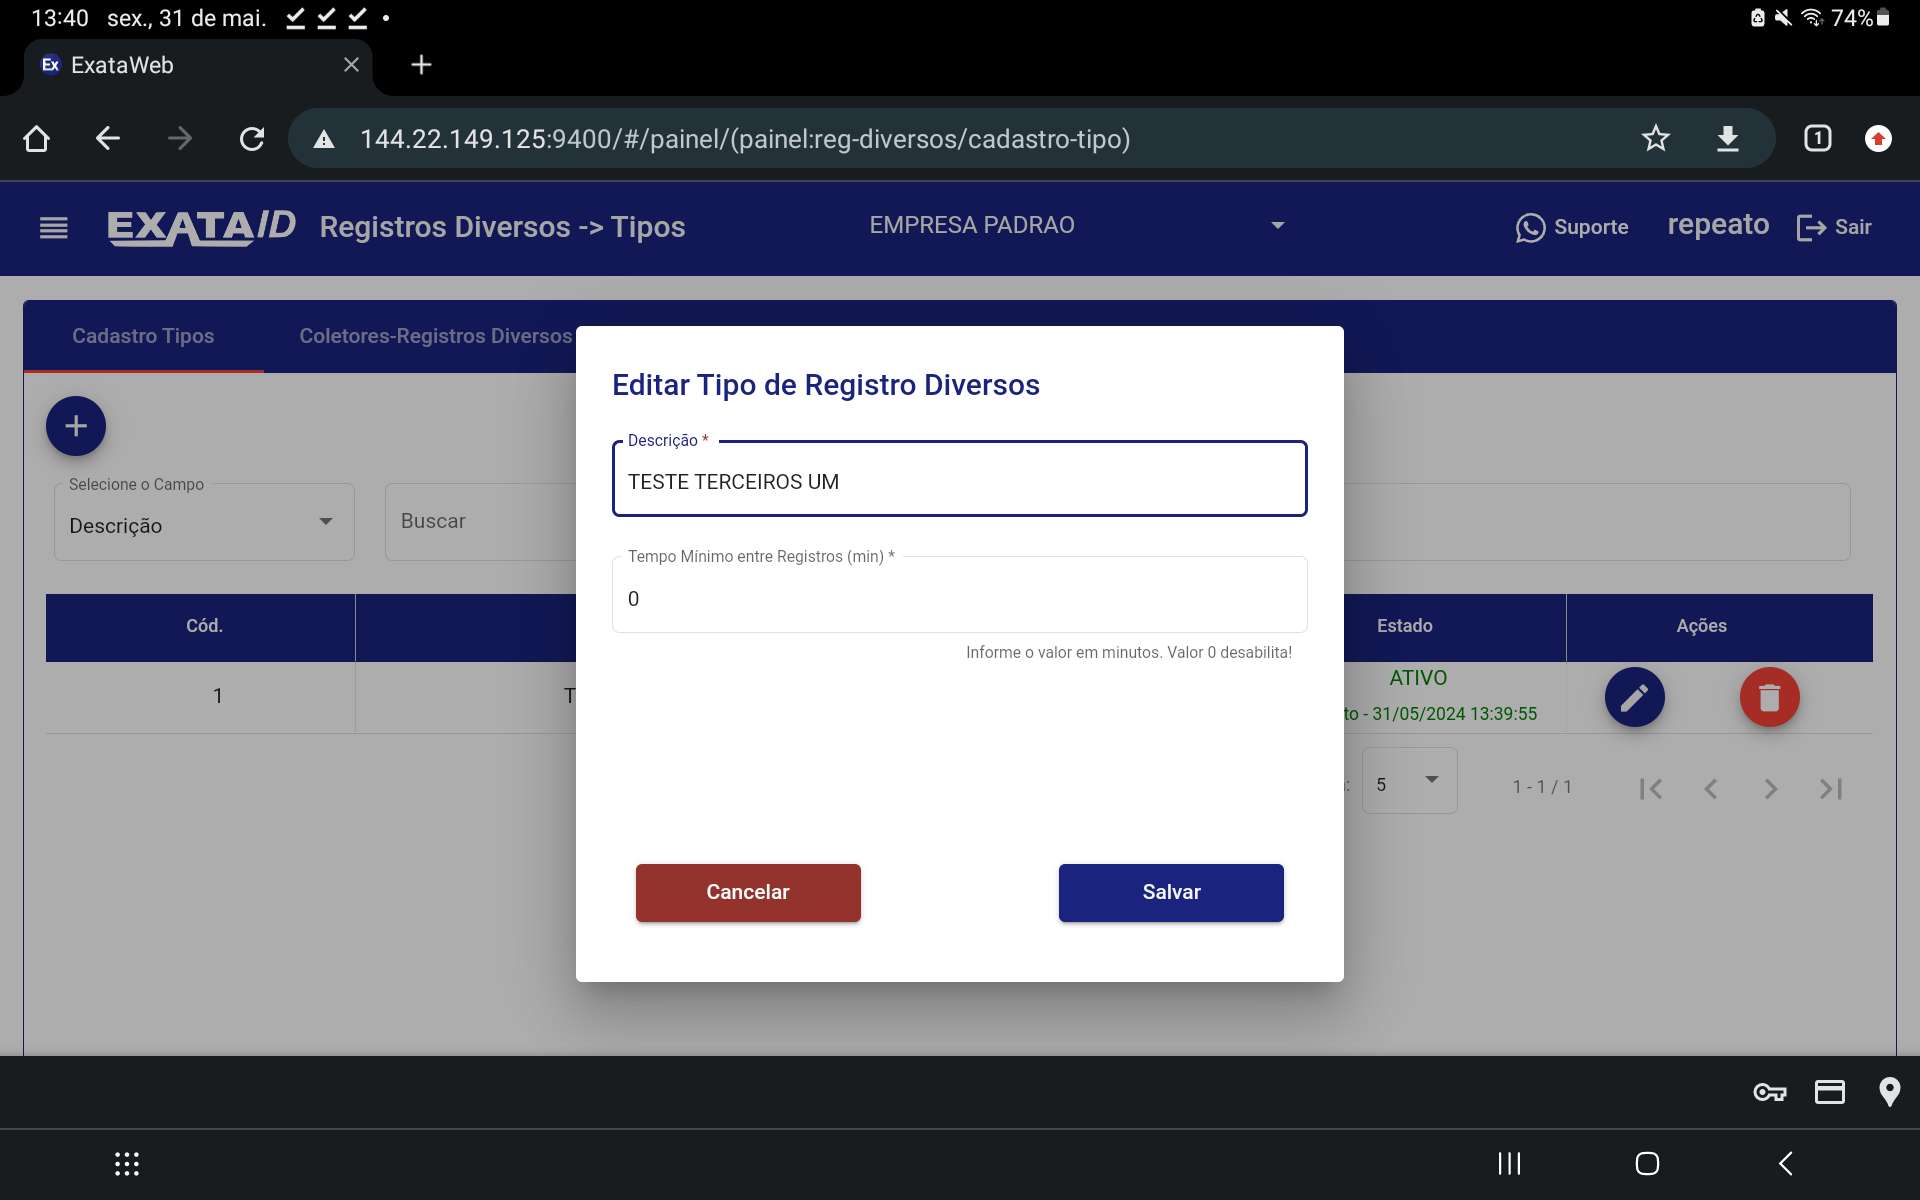 13:40 sex., 31 de mai.
74%
Ex ExataWeb
144.22.149.125:9400/#/painel/(painel:reg-diversos/cadastro-tipo)
1
EXATAID Registros Diversos -> Tipos EMPRESA PADRAO Suporte repeato Sair
Cadastro Tipos Coletores-Registros Diversos
Editar Tipo de Registro Diversos
Descrição *
TESTE TERCEIROS UM
Selecione o Campo
Descrição
Buscar
Tempo Mínimo entre Registros (min) *
0
Informe o valor em minutos. Valor 0 desabilita!
Cód. Estado Ações
1 T ATIVO
to - 31/05/2024 13:39:55
: 5 1 - 1 / 1
Cancelar Salvar